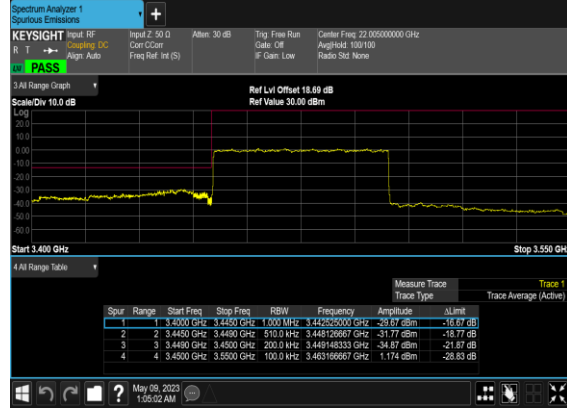 Spectrum Analyzer 1
Spurious Emissions
+
KEYSIGHT Input: RF Input Z: 50 Ω Atten: 30 dB Trig: Free Run Center Freq: 22.005000000 GHz
R T Coupling: DC Corr CCorr Gate: Off Avg|Hold: 100/100
Align: Auto Freq Ref: Int (S) IF Gain: Low Radio Std: None
PASS
3 All Range Graph
Ref Lvl Offset 18.69 dB
Scale/Div 10.0 dB Ref Value 30.00 dBm
Log
20.0
10.0
0.00
-10.0
-20.0
-30.0
-40.0
-50.0
-60.0
Start 3.400 GHz Stop 3.550 GHz
4 All Range Table
Measure Trace Trace 1
Trace Type Trace Average (Active)
Spur Range Start Freq Stop Freq RBW Frequency Amplitude ΔLimit
1 1 3.4000 GHz 3.4450 GHz 1.000 MHz 3.442525000 GHz -29.67 dBm -16.67 dB
2 2 3.4450 GHz 3.4490 GHz 510.0 kHz 3.448126667 GHz -31.77 dBm -18.77 dB
3 3 3.4490 GHz 3.4500 GHz 200.0 kHz 3.449148333 GHz -34.87 dBm -21.87 dB
4 4 3.4500 GHz 3.5500 GHz 100.0 kHz 3.463166667 GHz 1.174 dBm -28.83 dB
? May 09, 2023
1:05:02 AM